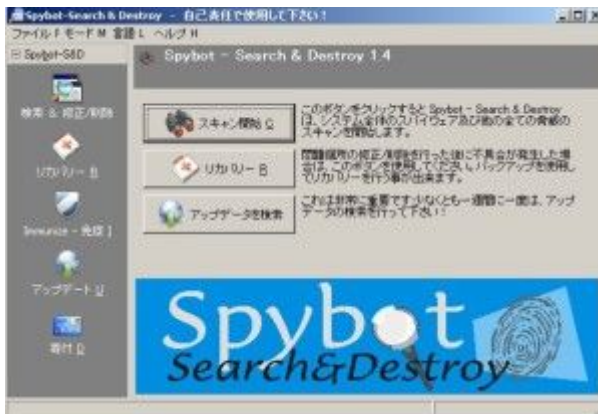 Spybot-Search & Destroy - 自己責任で使用して下さい!
ファイル F モード M 言語 L ヘルプ H
Spybot-S&D
Spybot - Search & Destroy 1.4
検索 & 修正/削除
リカバリー B
Immunize - 免疫 I
アップデート U
寄付 D
スキャン開始 C
このボタンをクリックすると Spybot - Search & Destroy
は、システム全体のスパイウェア及び他の全ての脅威の
スキャンを開始します。
リカバリー B
問題個所の修正/削除を行った後に不具合が発生した場
合は、このボタンを使用してください。バックアップを使用し
てリカバリーを行う事が出来ます。
アップデータを検索
これは非常に重要です!少なくとも一週間に一度は、アップ
データの検索を行って下さい!
Spybot
Search&Destroy